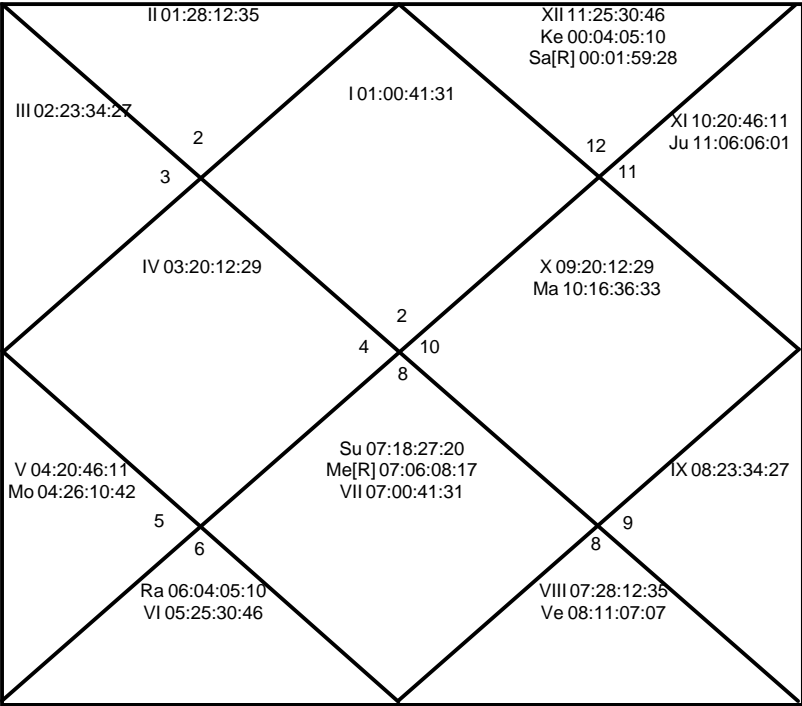 II 01:28:12:35
XII 11:25:30:46
Ke 00:04:05:10
Sa[R] 00:01:59:28
I 01:00:41:31
III 02:23:34:27
XI 10:20:46:11
Ju 11:06:06:01
2
12
3
11
IV 03:20:12:29
X 09:20:12:29
Ma 10:16:36:33
2
4
10
8
Su 07:18:27:20
Me[R] 07:06:08:17
VII 07:00:41:31
V 04:20:46:11
Mo 04:26:10:42
IX 08:23:34:27
5
9
6
8
Ra 06:04:05:10
VI 05:25:30:46
VIII 07:28:12:35
Ve 08:11:07:07